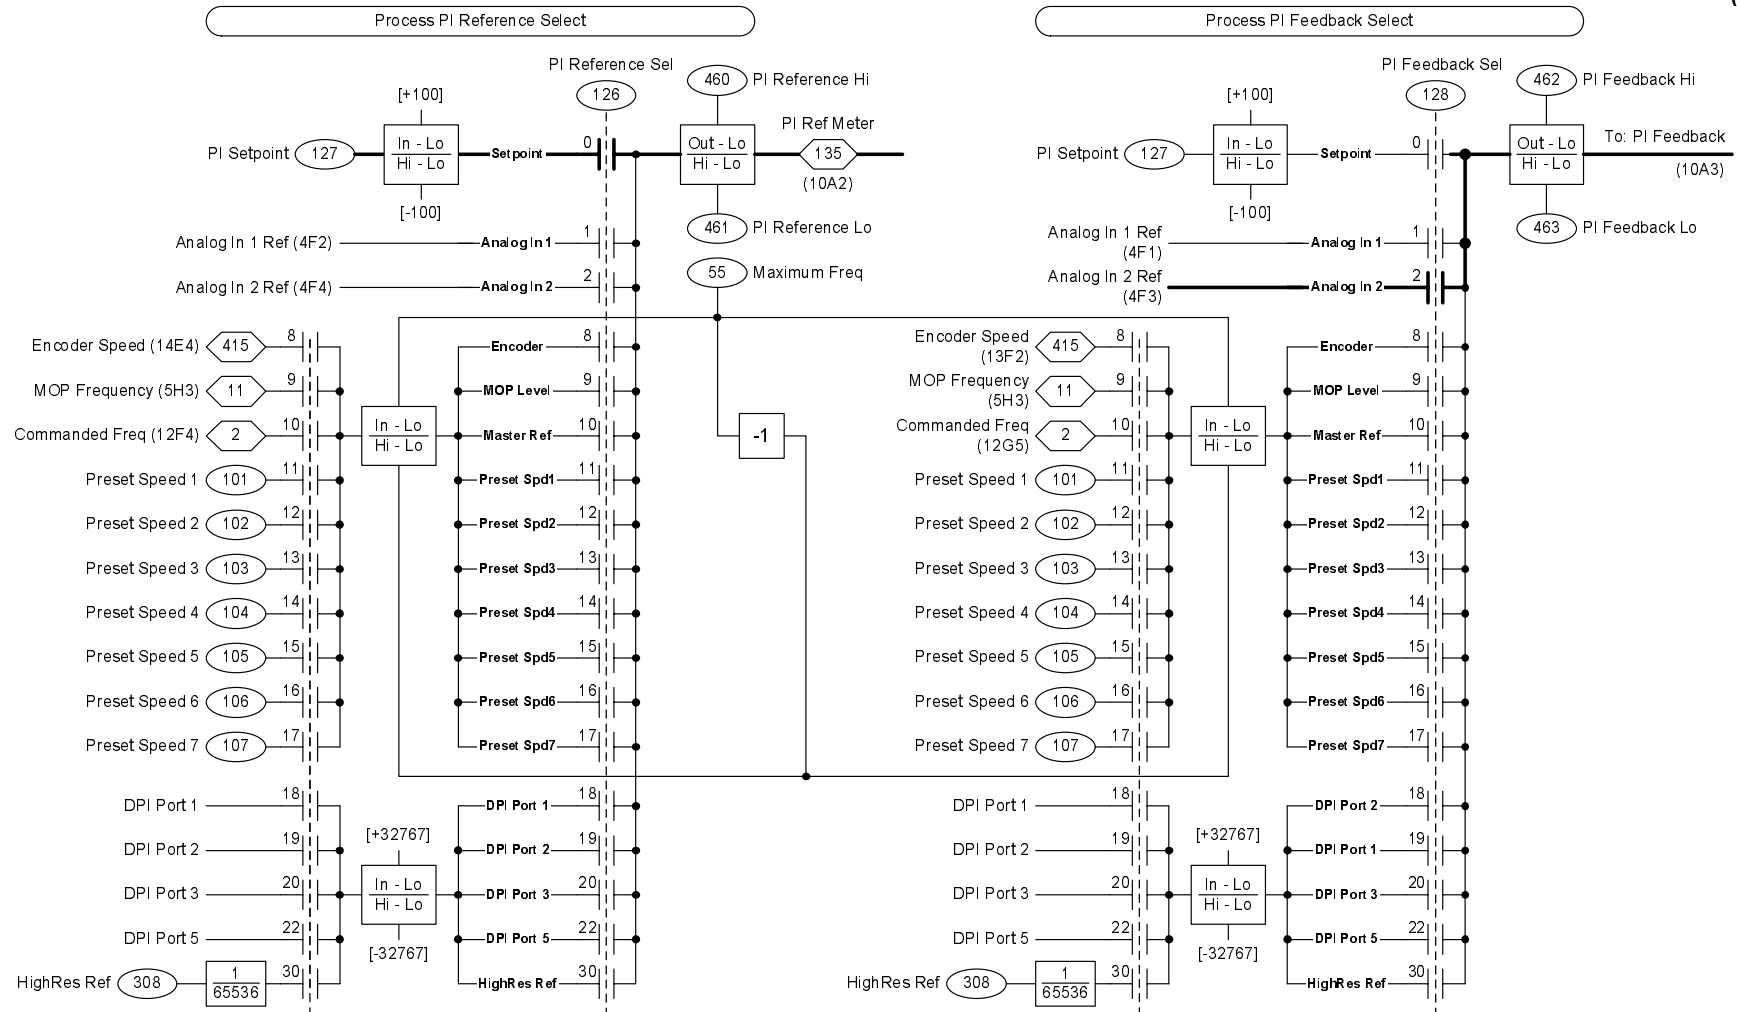 Process PI Reference Select
PI Reference Sel
126
460 PI Reference Hi
[+100]
PI Setpoint 127
In - Lo
Hi - Lo
Setpoint 0
Out - Lo
Hi - Lo
PI Ref Meter
135
(10A2)
[-100]
461 PI Reference Lo
Analog In 1 Ref (4F2) Analog In 1 1
Analog In 2 Ref (4F4) Analog In 2 2
55 Maximum Freq
Encoder Speed (14E4) 415 8 Encoder 8
MOP Frequency (5H3) 11 9 MOP Level 9
Commanded Freq (12F4) 2 10
In - Lo
Hi - Lo
Master Ref 10
-1
Preset Speed 1 101 11 Preset Spd1 11
Preset Speed 2 102 12 Preset Spd2 12
Preset Speed 3 103 13 Preset Spd3 13
Preset Speed 4 104 14 Preset Spd4 14
Preset Speed 5 105 15 Preset Spd5 15
Preset Speed 6 106 16 Preset Spd6 16
Preset Speed 7 107 17 Preset Spd7 17
DPI Port 1 18 DPI Port 1 18
[+32767]
DPI Port 2 19 DPI Port 2 19
DPI Port 3 20
In - Lo
Hi - Lo
DPI Port 3 20
DPI Port 5 22 DPI Port 5 22
[-32767]
HighRes Ref 308
1
65536
30 HighRes Ref 30
Process PI Feedback Select
PI Feedback Sel
128
462 PI Feedback Hi
[+100]
PI Setpoint 127
In - Lo
Hi - Lo
Setpoint 0
Out - Lo
Hi - Lo
To: PI Feedback
(10A3)
[-100]
463 PI Feedback Lo
Analog In 1 Ref
(4F1)
Analog In 1 1
Analog In 2 Ref
(4F3)
Analog In 2 2
Encoder Speed
(13F2)
415 8 Encoder 8
MOP Frequency
(5H3)
11 9 MOP Level 9
Commanded Freq
(12G5)
2 10
In - Lo
Hi - Lo
Master Ref 10
Preset Speed 1 101 11 Preset Spd1 11
Preset Speed 2 102 12 Preset Spd2 12
Preset Speed 3 103 13 Preset Spd3 13
Preset Speed 4 104 14 Preset Spd4 14
Preset Speed 5 105 15 Preset Spd5 15
Preset Speed 6 106 16 Preset Spd6 16
Preset Speed 7 107 17 Preset Spd7 17
DPI Port 1 18 DPI Port 2 18
[+32767]
DPI Port 2 19 DPI Port 1 19
DPI Port 3 20
In - Lo
Hi - Lo
DPI Port 3 20
DPI Port 5 22 DPI Port 5 22
[-32767]
HighRes Ref 308
1
65536
30 HighRes Ref 30